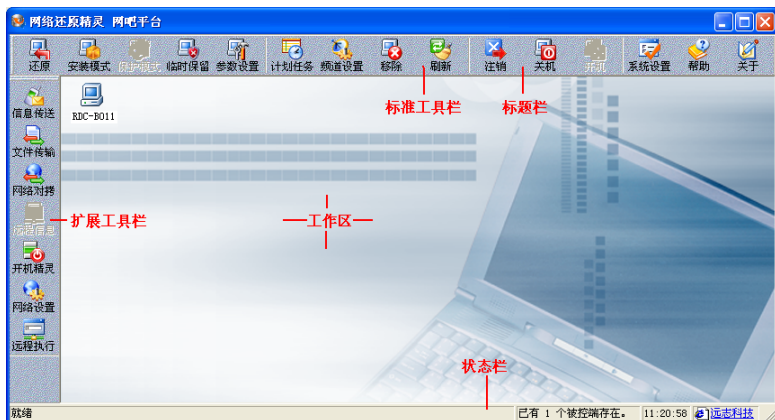 网络还原精灵 网吧平台
还原 安装模式 保护模式 临时保留 参数设置 计划任务 频道设置 移除 刷新 注销 关机 开机 系统设置 帮助 关于
标准工具栏 标题栏
信息传送
RDC-B011
文件传输
网络对拷
远程信息
扩展工具栏 工作区
开机精灵
网络设置
远程执行
状态栏
就绪 已有 1 个被控端存在。 11:20:58 远志科技